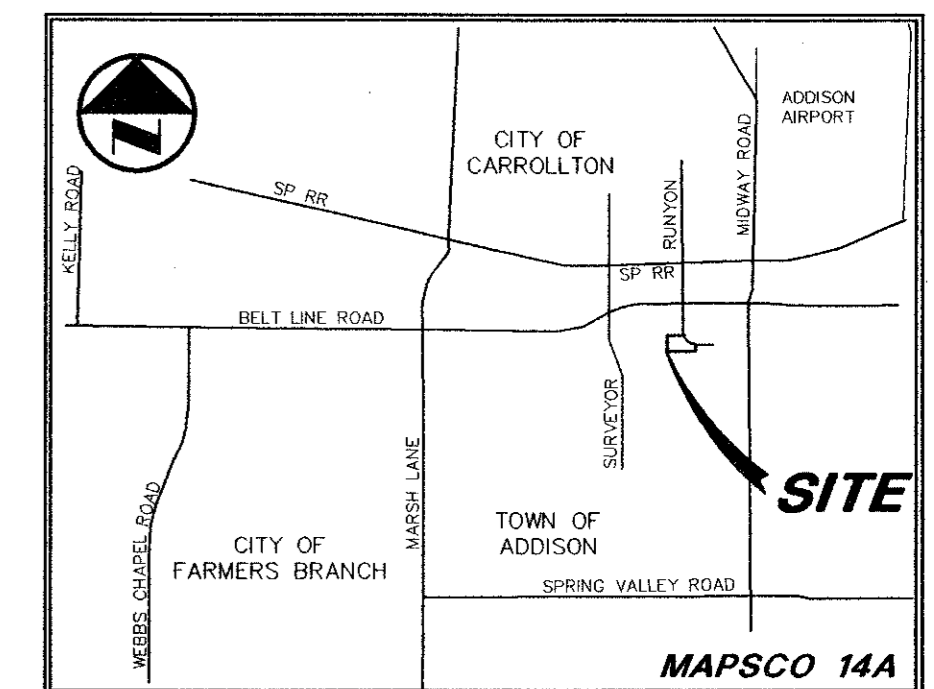 ADDISON
AIRPORT
CITY OF
CARROLLTON
MIDWAY ROAD
RUNYON
KELLY ROAD
SP RR
SP RR
BELT LINE ROAD
SURVEYOR
MARSH LANE
SITE
WEBBS CHAPEL ROAD
CITY OF
FARMERS BRANCH
TOWN OF
ADDISON
SPRING VALLEY ROAD
MAPSCO 14A
N